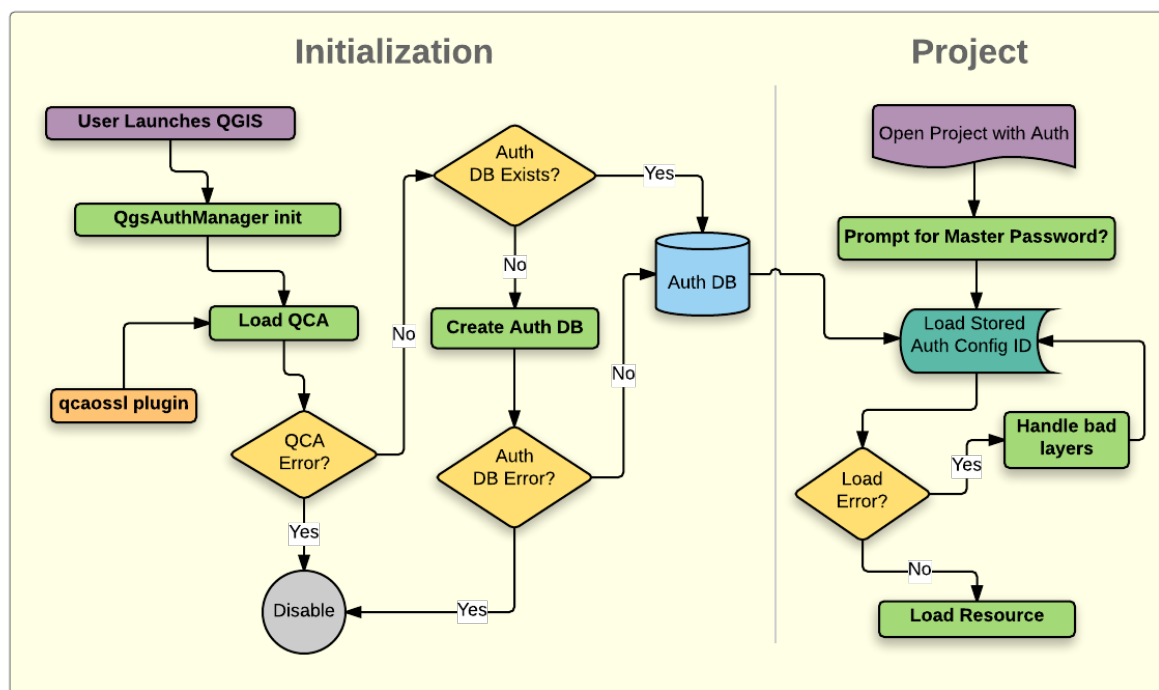 Initialization
User Launches QGIS
QgsAuthManager init
Load QCA
qcaossl plugin
QCA
Error?
Yes
No
Disable
Auth
DB Exists?
Yes
No
Create Auth DB
Auth
DB Error?
No
Yes
Auth DB
Project
Open Project with Auth
Prompt for Master Password?
Load Stored
Auth Config ID
Load
Error?
Yes
Handle bad
layers
No
Load Resource